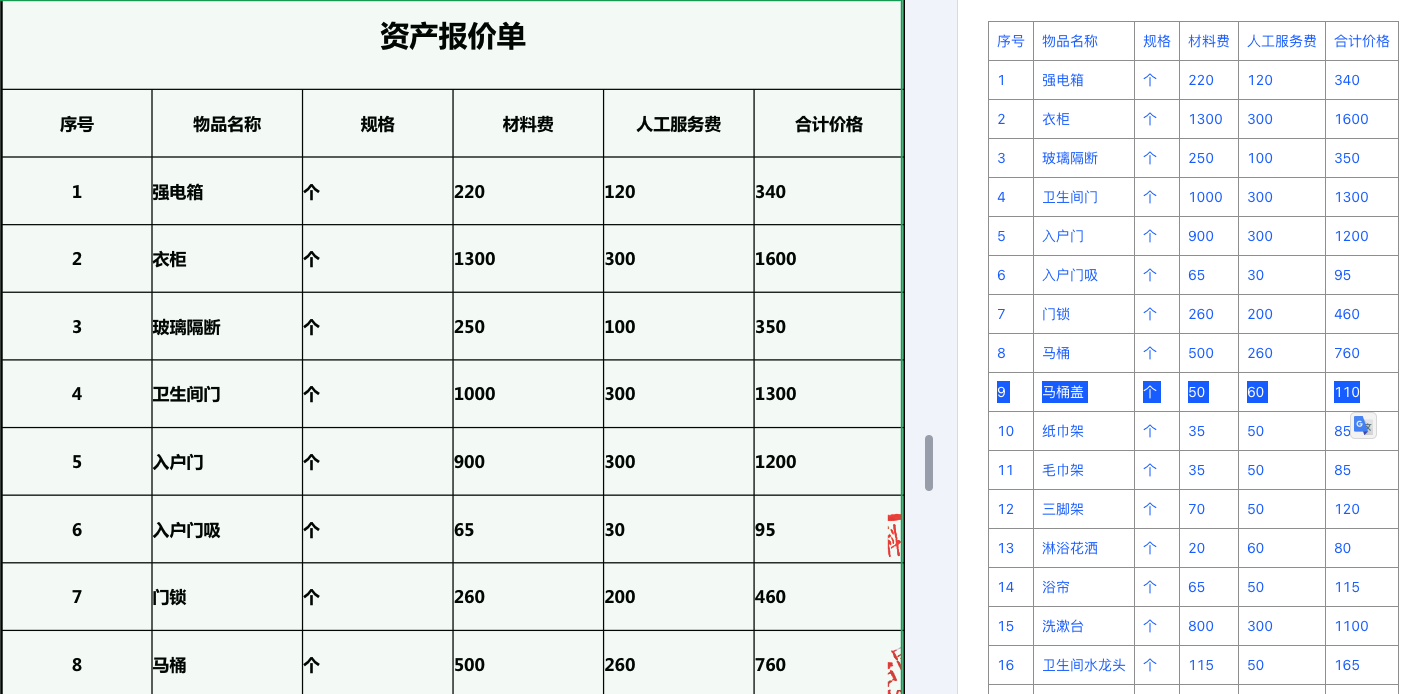 资产报价单
序号 物品名称 规格 材料费 人工服务费 合计价格
1 强电箱 个 220 120 340
2 衣柜 个 1300 300 1600
3 玻璃隔断 个 250 100 350
4 卫生间门 个 1000 300 1300
5 入户门 个 900 300 1200
6 入户门吸 个 65 30 95
7 门锁 个 260 200 460
8 马桶 个 500 260 760
序号 物品名称 规格 材料费 人工服务费 合计价格
1 强电箱 个 220 120 340
2 衣柜 个 1300 300 1600
3 玻璃隔断 个 250 100 350
4 卫生间门 个 1000 300 1300
5 入户门 个 900 300 1200
6 入户门吸 个 65 30 95
7 门锁 个 260 200 460
8 马桶 个 500 260 760
9 马桶盖 个 50 60 110
10 纸巾架 个 35 50 85
11 毛巾架 个 35 50 85
12 三脚架 个 70 50 120
13 淋浴花洒 个 20 60 80
14 浴帘 个 65 50 115
15 洗漱台 个 800 300 1100
16 卫生间水龙头 个 115 50 165